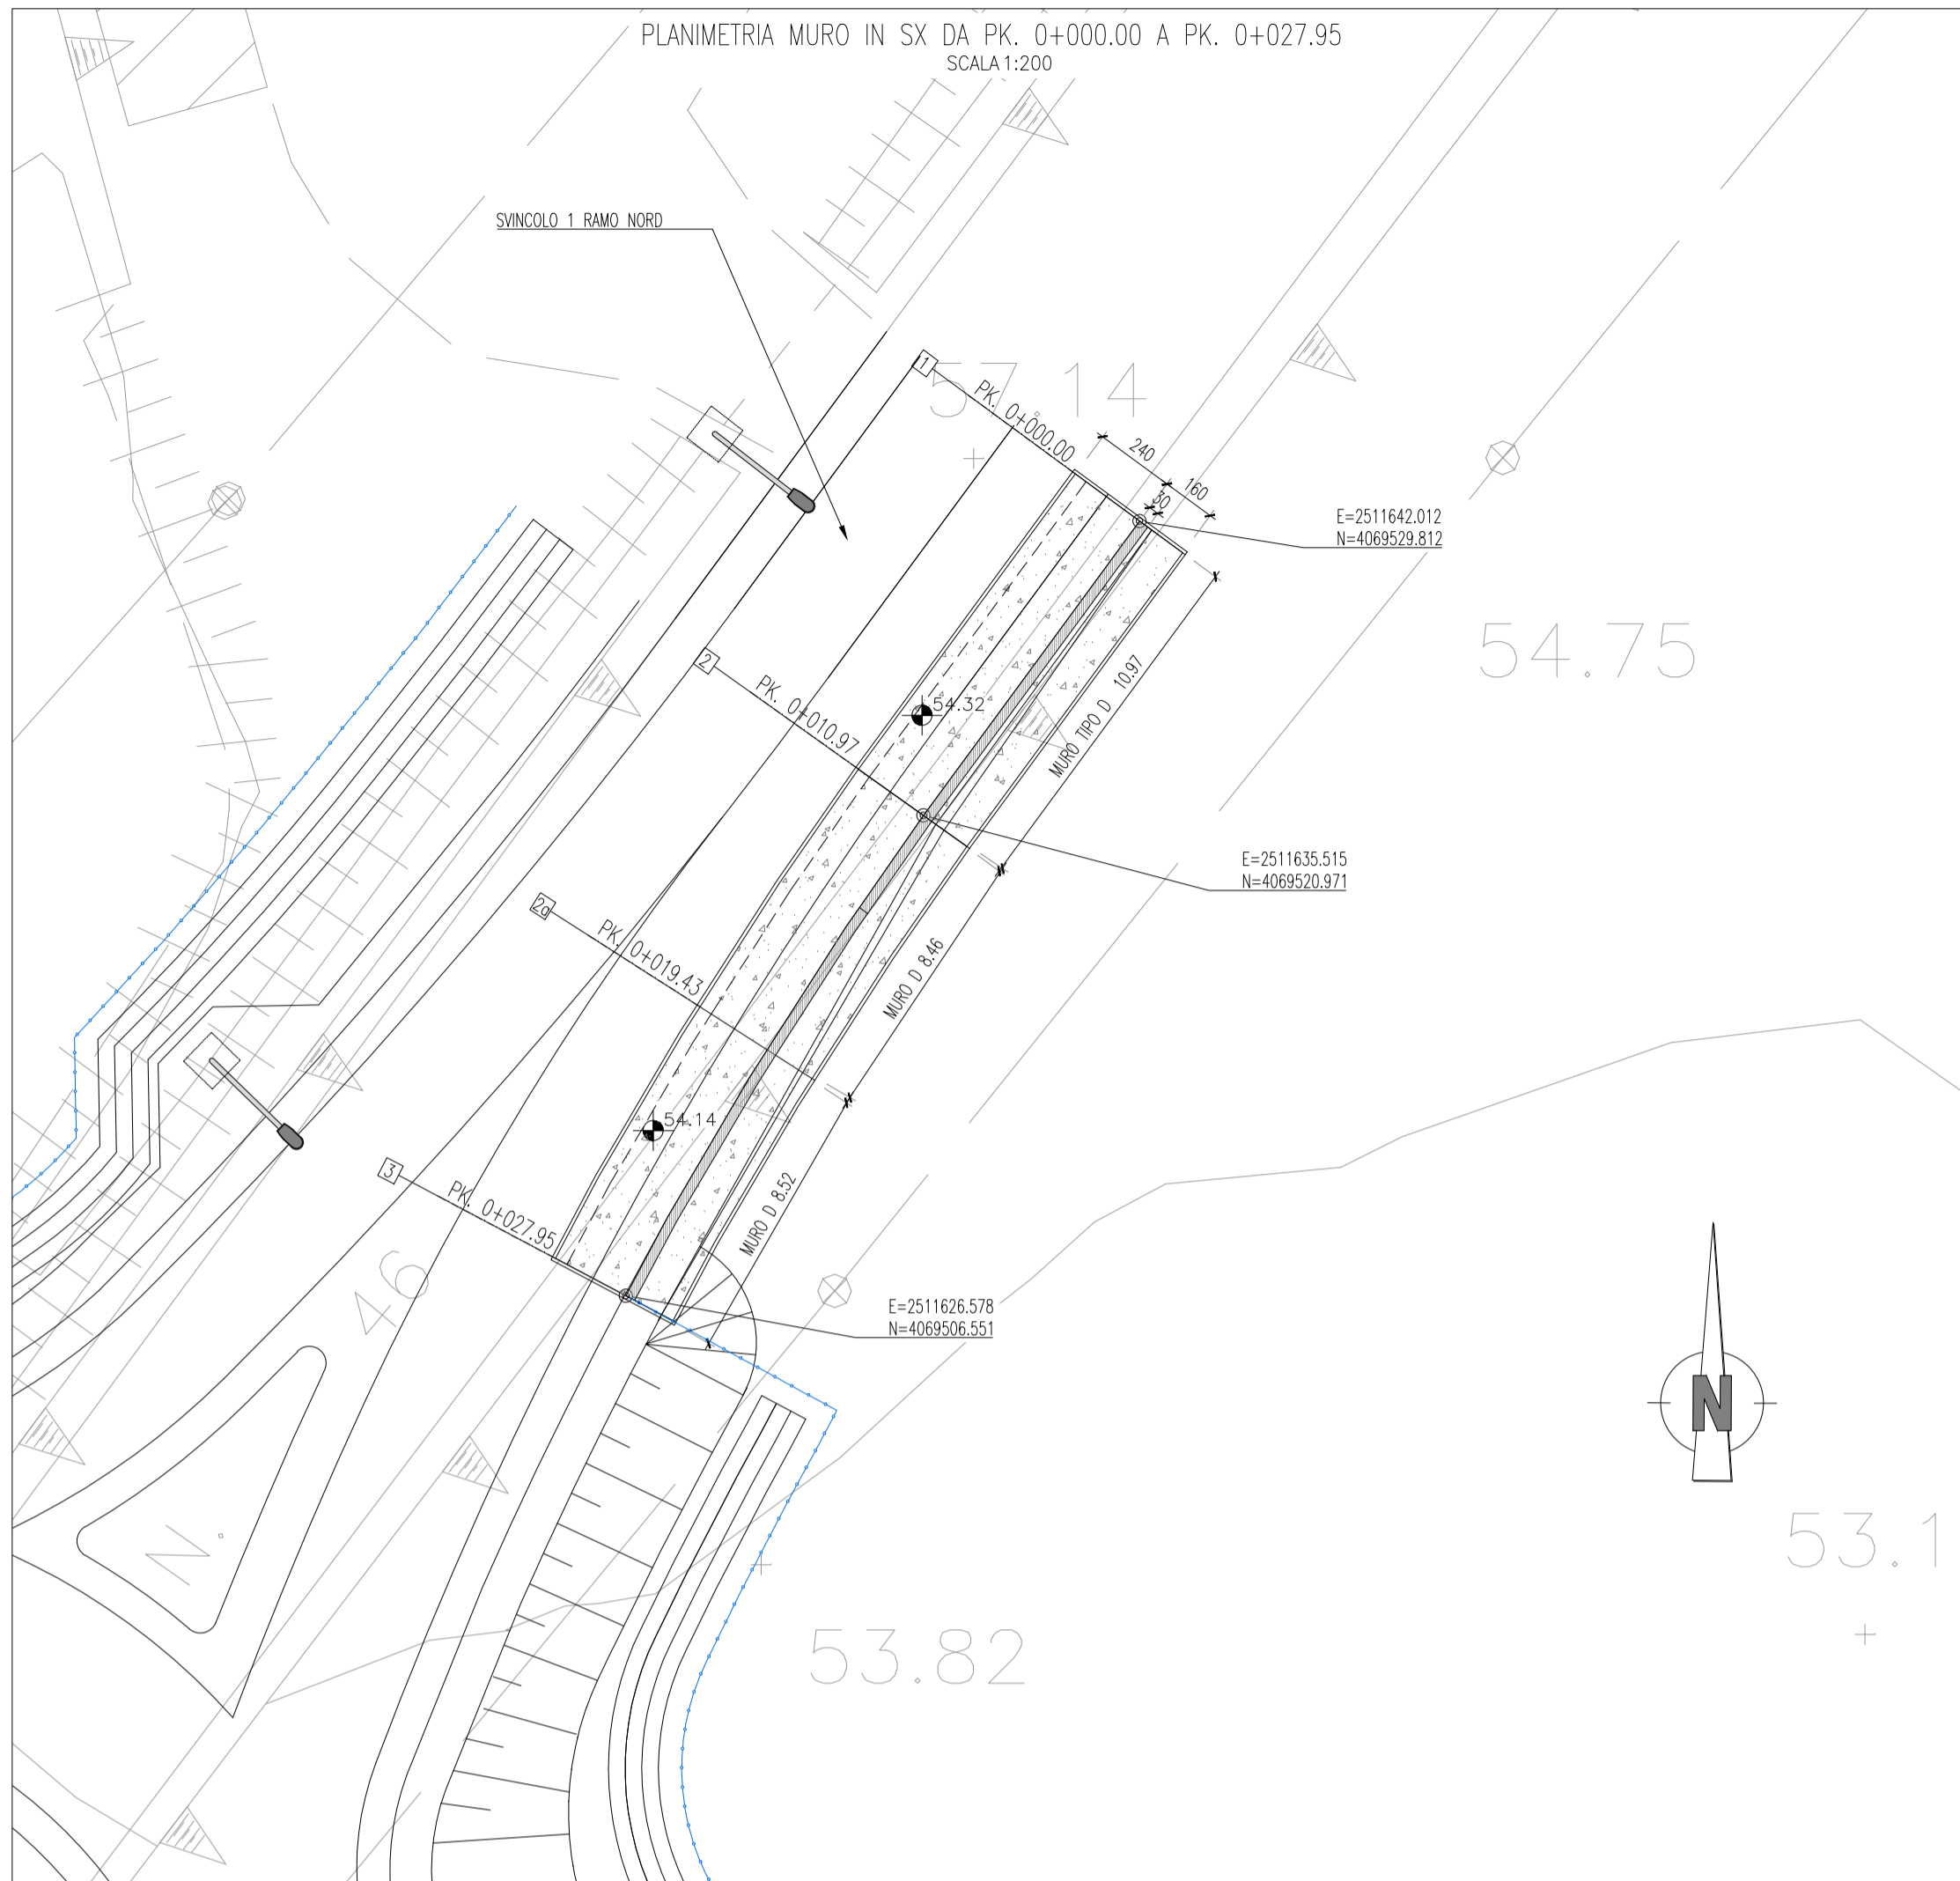 PLANIMETRIA MURO IN SX DA PK. 0+000.00 A PK. 0+027.95
SCALA 1:200
SVINCOLO 1 RAMO NORD
1
PK. 0+000.00
57.14
240
160
30
E=2511642.012
N=4069529.812
54.75
2
PK. 0+010.97
54.32
MURO TIPO D 10.97
E=2511635.515
N=4069520.971
2a
PK. 0+019.43
MURO D 8.46
54.14
3
PK. 0+027.95
MURO D 8.52
E=2511626.578
N=4069506.551
N. 46
N
53.1
53.82